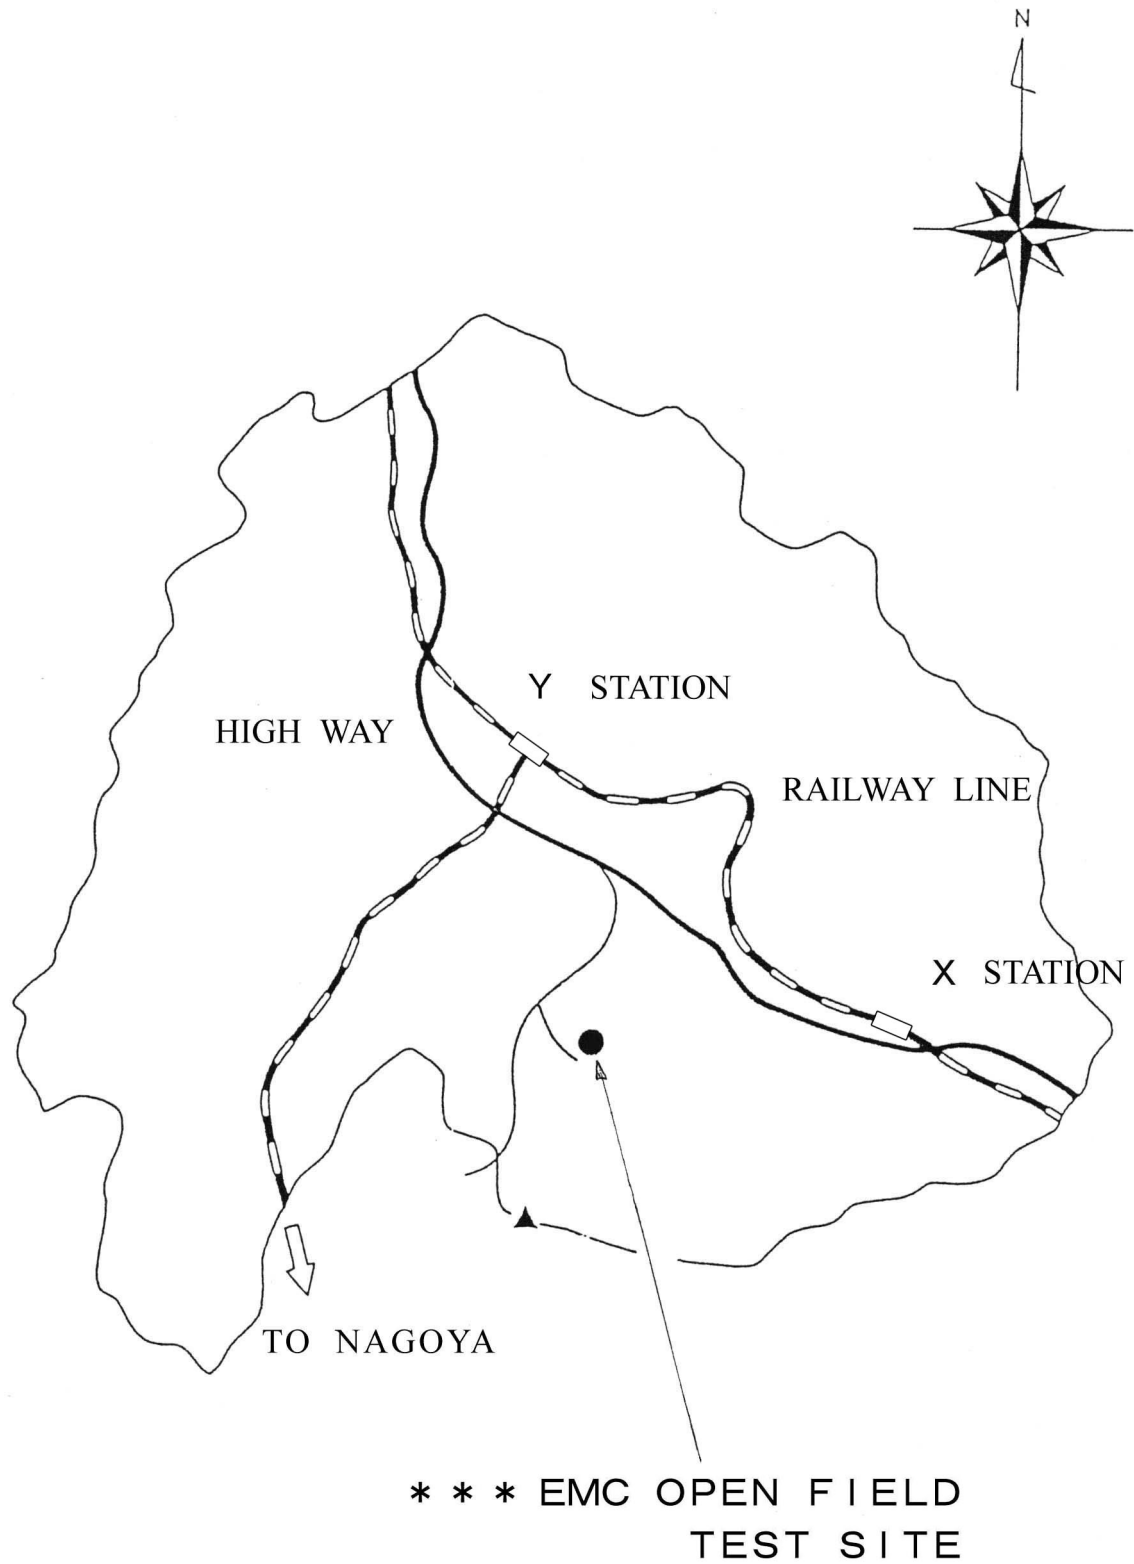 N
Y STATION
HIGH WAY
RAILWAY LINE
X STATION
TO NAGOYA
*** EMC OPEN FIELD
TEST SITE